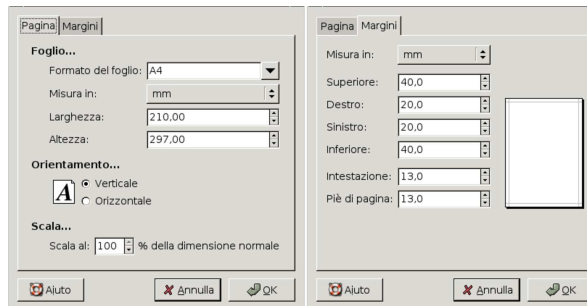 Pagina Margini
Foglio...
Formato del foglio: A4
Misura in: mm
Larghezza: 210,00
Altezza: 297,00
Orientamento...
A Verticale
Orizzontale
Scala...
Scala al: 100 % della dimensione normale
Aiuto Annulla OK
Pagina Margini
Misura in: mm
Superiore: 40,0
Destro: 20,0
Sinistro: 20,0
Inferiore: 40,0
Intestazione: 13,0
Piè di pagina: 13,0
Aiuto Annulla OK